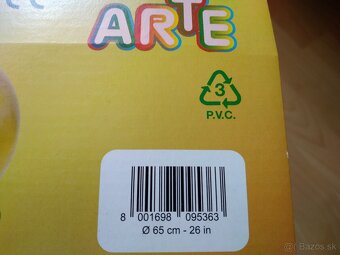 ARTE
3
P.V.C.
8 001698 095363
Ø 65 cm - 26 in
Bazos.sk